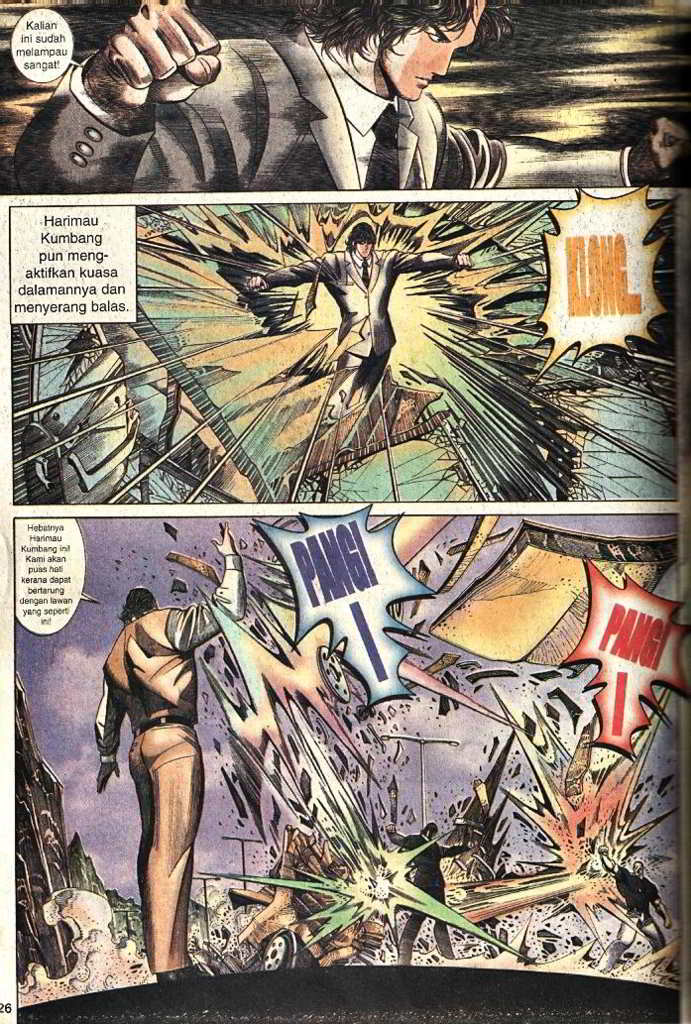 Kalian
ini sudah
melampau
sangat!
Harimau
Kumbang
pun meng-
aktifkan kuasa
dalamannya dan
menyerang balas.
KLONG..
Hebatnya
Harimau
Kumbang ini!
Kami akan
puas hati
kerana dapat
bertarung
dengan lawan
yang seperti
ini!
PANG!
!
PANG!
!
26